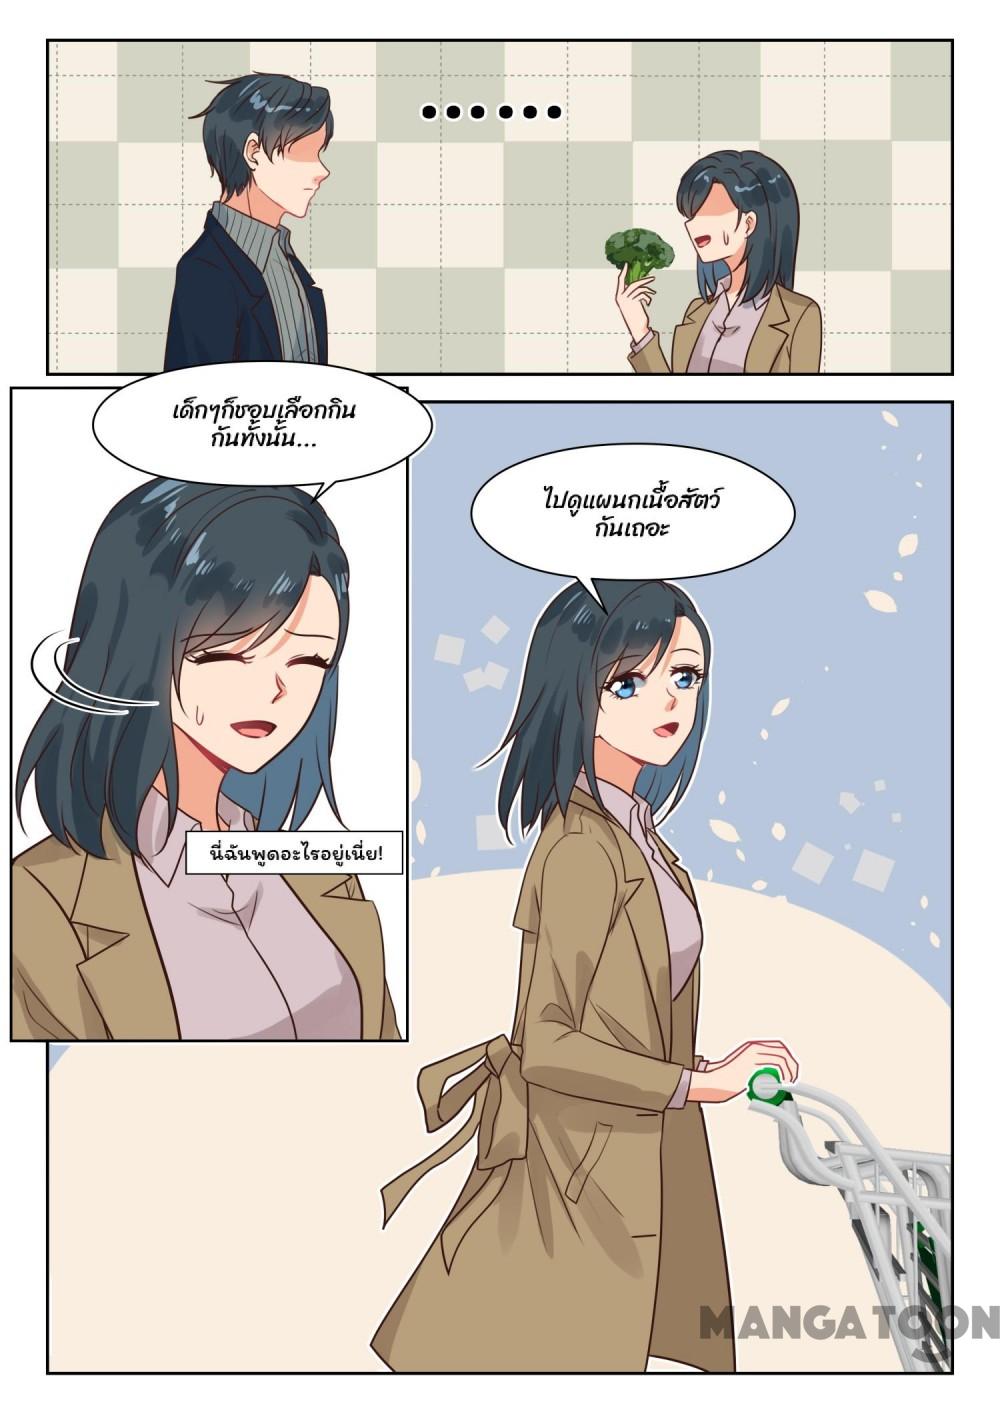 ......
เด็กๆก็ชอบเลือกกิน
กันทั้งนั้น...
ไปดูแผนกเนื้อสัตว์
กันเถอะ
นี่ฉันพูดอะไรอยู่เนี่ย!
MANGATOON